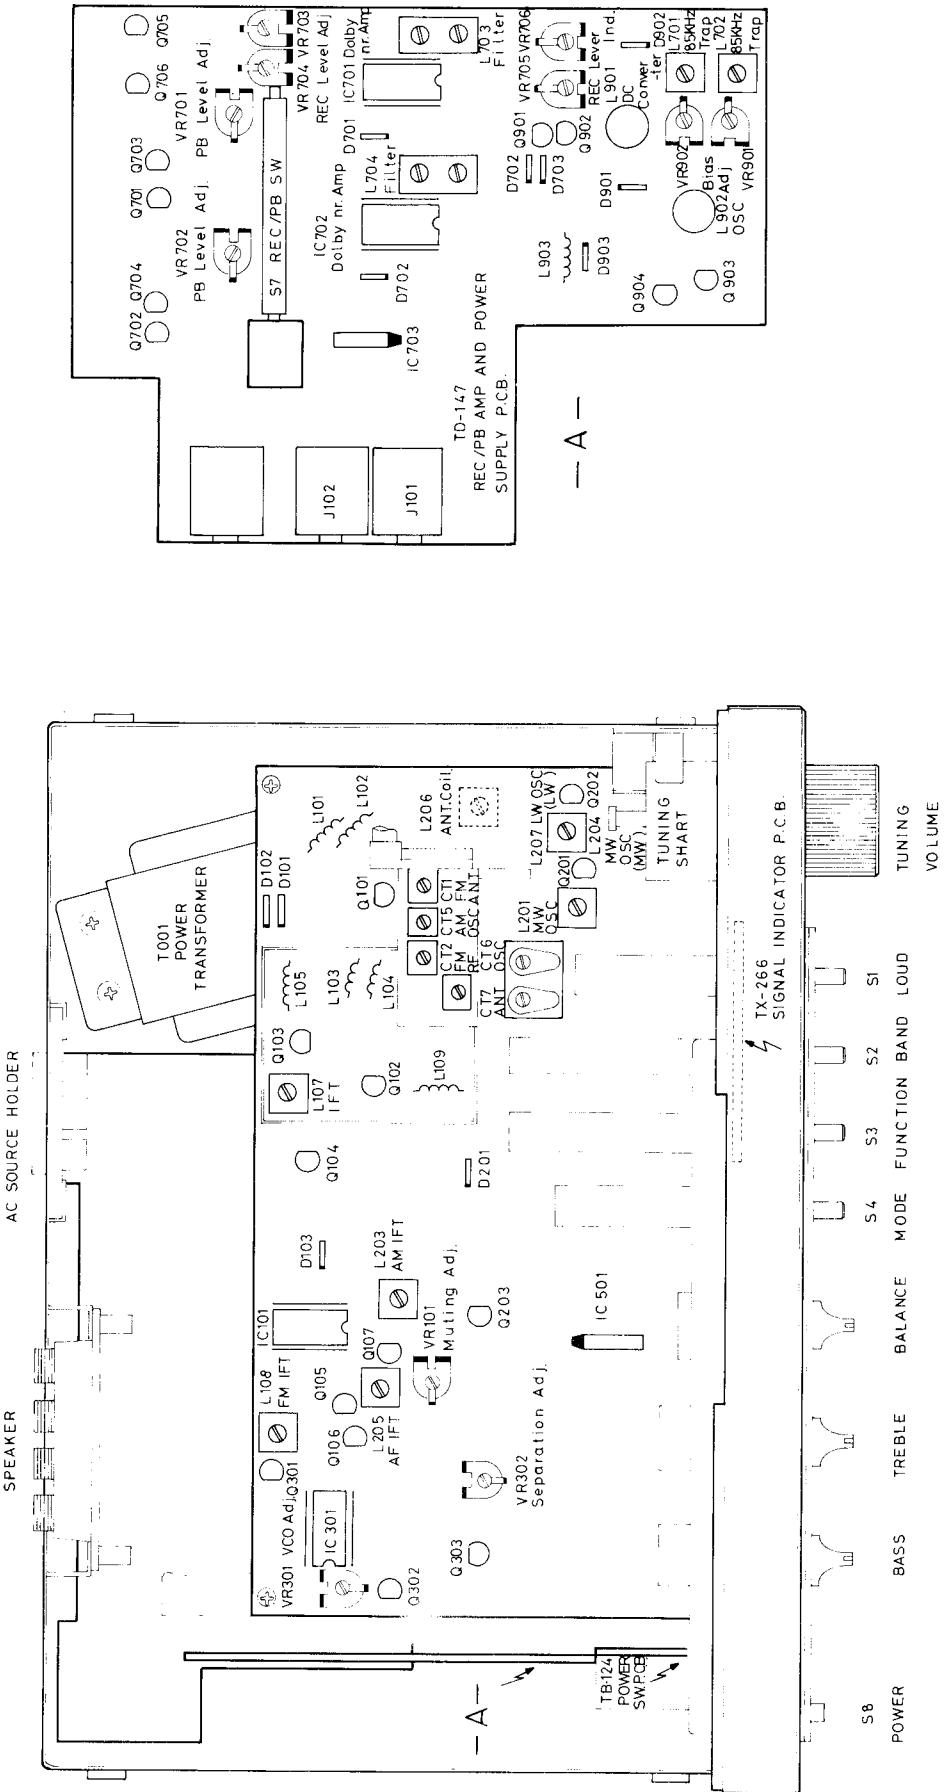 Q702 Q704
Q701
Q703
Q706
Q705
VR702
PB Level Adj.
VR701
PB Level Adj.
S7 REC/PB SW
VR704 VR703
REC Level Adj
IC702
Dolby nr. Amp
IC701 Dolby
nr.Amp
D702
D701
L704
Filter
L703
Filter
IC703
J102
J101
TD-147
REC/PB AMP AND POWER
SUPPLY P.C.B.
— A —
L903
D903
D901
D702
D703
Q901
Q902
VR705 VR706
REC Lever Ind.
L901
DC
Conver
-ter
D902
L701
85KHz
Trap
L702
85KHz
Trap
VR902
Bias
Adj
VR901
L902
OSC
Q904
Q903
SPEAKER
AC SOURCE HOLDER
T001
POWER
TRANSFORMER
D102
D101
L101
L102
L105
L103
L104
Q101
L206
ANT.Coil.
Q103
L107
IFT
Q102
L109
CT2
FM
RF
CT5
AM
OSC
CT1
FM
ANT
CT7
ANT
CT6
OSC
L201
MW
OSC
L207 LW OSC
(LW)
Q201
L204
MW
OSC
(MW)
Q202
TUNING
SHART
Q104
D103
D201
L203
AM IFT
IC101
L108
FM IFT
Q105
Q107
Q106
L205
AF IFT
VR101
Muting Adj.
Q203
Q301
VR301 VCO Adj.
IC301
Q302
Q303
VR302
Separation Adj.
IC501
— A —
TB-124
POWER
SW.P.C.B.
TX-266
SIGNAL INDICATOR P.C.B.
S8
POWER
BASS
TREBLE
BALANCE
S4
MODE
S3
FUNCTION
S2
BAND
S1
LOUD
TUNING
VOLUME